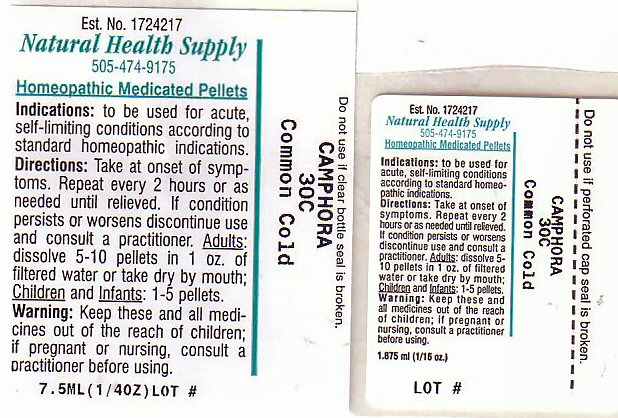 Est. No. 1724217
Natural Health Supply
505-474-9175
Homeopathic Medicated Pellets
Indications: to be used for acute,
self-limiting conditions according to
standard homeopathic indications.
Directions: Take at onset of symp-
toms. Repeat every 2 hours or as
needed until relieved. If condition
persists or worsens discontinue use
and consult a practitioner. Adults:
dissolve 5-10 pellets in 1 oz. of
filtered water or take dry by mouth;
Children and Infants: 1-5 pellets.
Warning: Keep these and all medi-
cines out of the reach of children;
if pregnant or nursing, consult a
practitioner before using.
7.5ML(1/4OZ)LOT #
Do not use if clear bottle seal is broken.
CAMPHORA
30C
Common Cold
Est. No. 1724217
Natural Health Supply
505-474-9175
Homeopathic Medicated Pellets
Indications: to be used for
acute, self-limiting conditions
according to standard homeo-
pathic indications.
Directions: Take at onset of
symptoms. Repeat every 2
hours or as needed until relieved.
If condition persists or worsens
discontinue use and consult a
practitioner. Adults: dissolve 5-
10 pellets in 1 oz. of filtered
water or take dry by mouth;
Children and Infants: 1-5 pellets.
Warning: Keep these and
all medicines out of the reach
of children; if pregnant or
nursing, consult a practitioner
before using.
1.875 ml (1/16 oz.)
LOT #
Do not use if perforated cap seal is broken.
CAMPHORA
30C
Common Cold